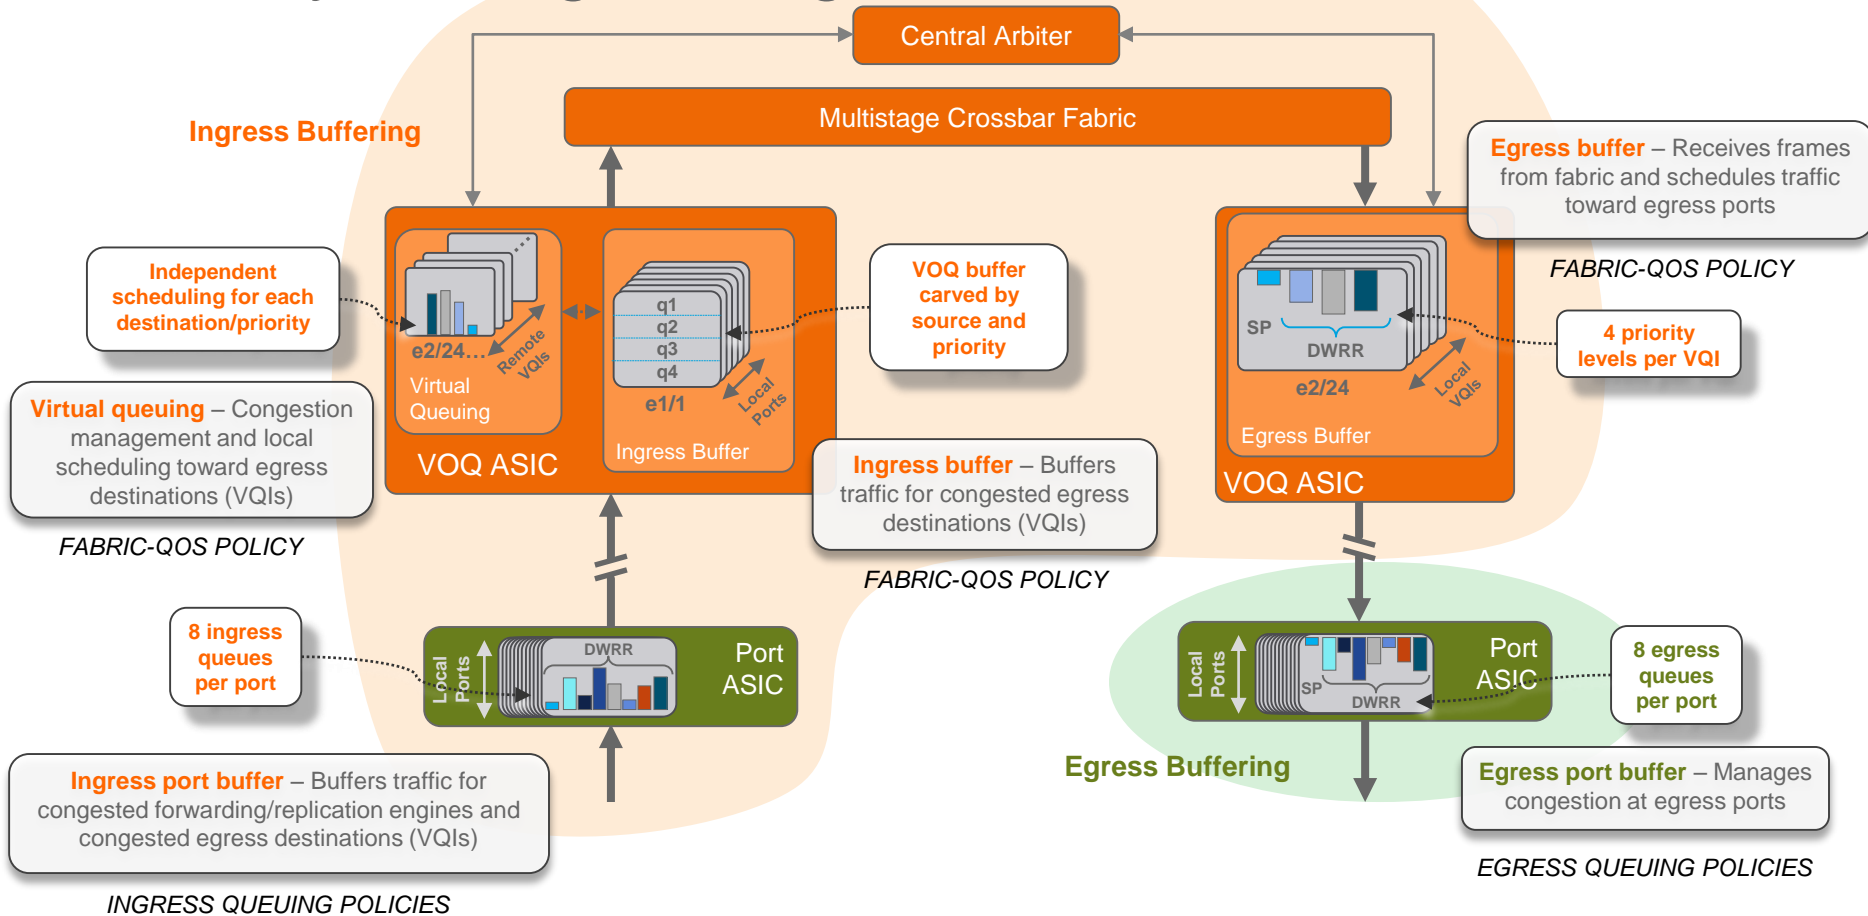 Central Arbiter
Multistage Crossbar Fabric
Ingress Buffering
Egress buffer – Receives frames
from fabric and schedules traffic
toward egress ports
FABRIC-QOS POLICY
Independent
scheduling for each
destination/priority
e2/24...
Remote
VQIs
Virtual
Queuing
VOQ ASIC
q1
q2
q3
q4
e1/1
Local
Ports
Ingress Buffer
VOQ buffer
carved by
source and
priority
SP
DWRR
e2/24
Local
VQIs
Egress Buffer
VOQ ASIC
4 priority
levels per VQI
Virtual queuing – Congestion
management and local
scheduling toward egress
destinations (VQIs)
FABRIC-QOS POLICY
Ingress buffer – Buffers
traffic for congested egress
destinations (VQIs)
FABRIC-QOS POLICY
8 ingress
queues
per port
Local
Ports
DWRR
Port
ASIC
Local
Ports
SP
DWRR
Port
ASIC
8 egress
queues
per port
Egress Buffering
Ingress port buffer – Buffers traffic for
congested forwarding/replication engines and
congested egress destinations (VQIs)
INGRESS QUEUING POLICIES
Egress port buffer – Manages
congestion at egress ports
EGRESS QUEUING POLICIES